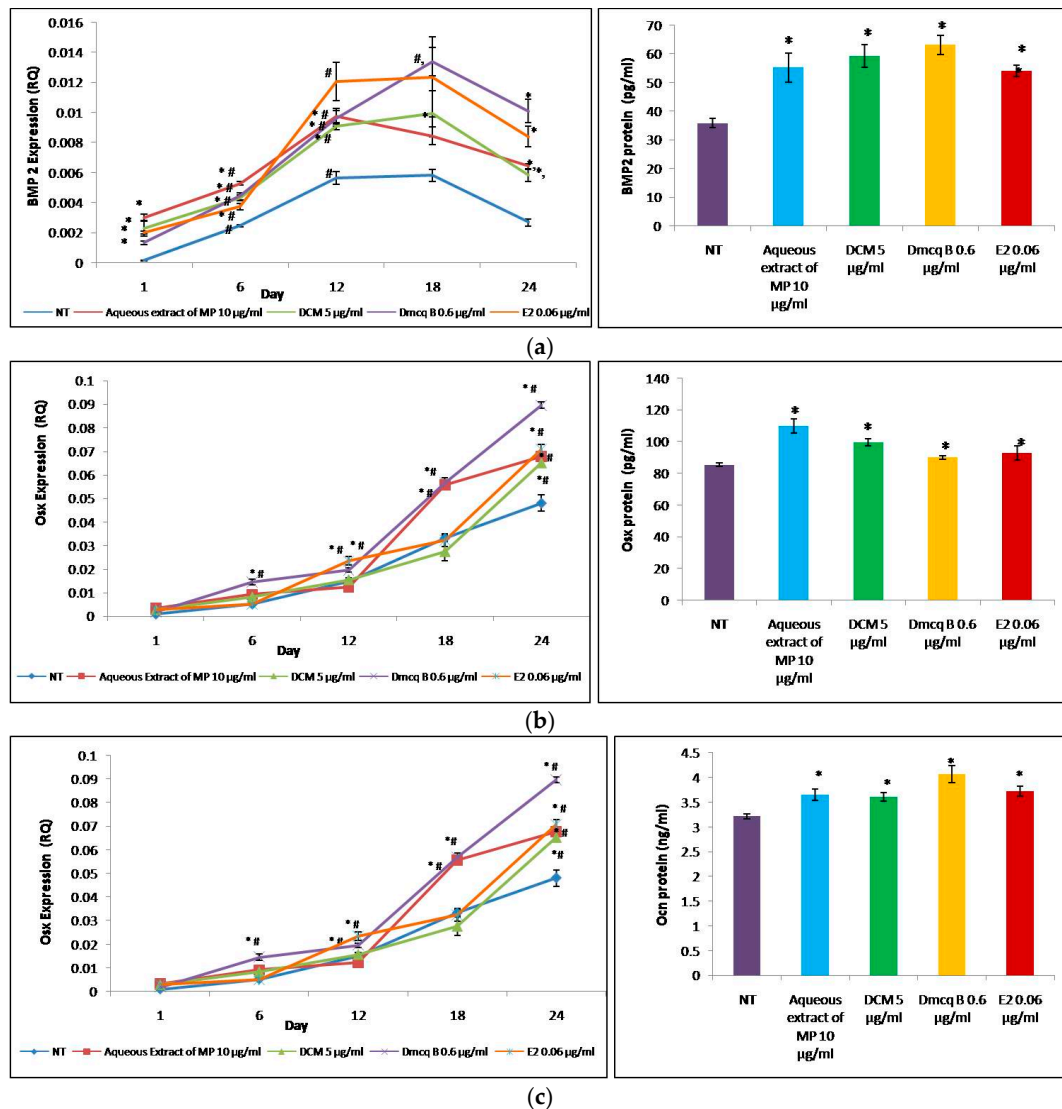 BMP 2 Expression (RQ)
0.016
0.014
0.012
0.01
0.008
0.006
0.004
0.002
0
* * * *
* # * # * # * # #
# * # * # * # #
#, *
* * *, *,
1 6 12 18 24
Day
NT Aqueous extract of MP 10 µg/ml DCM 5 µg/ml Dmcq B 0.6 µg/ml E2 0.06 µg/ml
BMP2 protein (pg/ml)
70
60
50
40
30
20
10
0
* * * *
NT Aqueous extract of MP 10 µg/ml DCM 5 µg/ml Dmcq B 0.6 µg/ml E2 0.06 µg/ml
(a)
Osx Expression (RQ)
0.1
0.09
0.08
0.07
0.06
0.05
0.04
0.03
0.02
0.01
0
* #
* # * #
* # * #
* # * # * # * #
1 6 12 18 24
Day
NT Aqueous Extract of MP 10 µg/ml DCM 5 µg/ml Dmcq B 0.6 µg/ml E2 0.06 µg/ml
Osx protein (pg/ml)
140
120
100
80
60
40
20
0
* * * *
NT Aqueous extract of MP 10 µg/ml DCM 5 µg/ml Dmcq B 0.6 µg/ml E2 0.06 µg/ml
(b)
Osx Expression (RQ)
0.1
0.09
0.08
0.07
0.06
0.05
0.04
0.03
0.02
0.01
0
* #
* # * #
* # * #
* # * # * # * #
1 6 12 18 24
Day
NT Aqueous Extract of MP 10 µg/ml DCM 5 µg/ml Dmcq B 0.6 µg/ml E2 0.06 µg/ml
Ocn protein (ng/ml)
4.5
4
3.5
3
2.5
2
1.5
1
0.5
0
* * * *
NT Aqueous extract of MP 10 µg/ml DCM 5 µg/ml Dmcq B 0.6 µg/ml E2 0.06 µg/ml
(c)